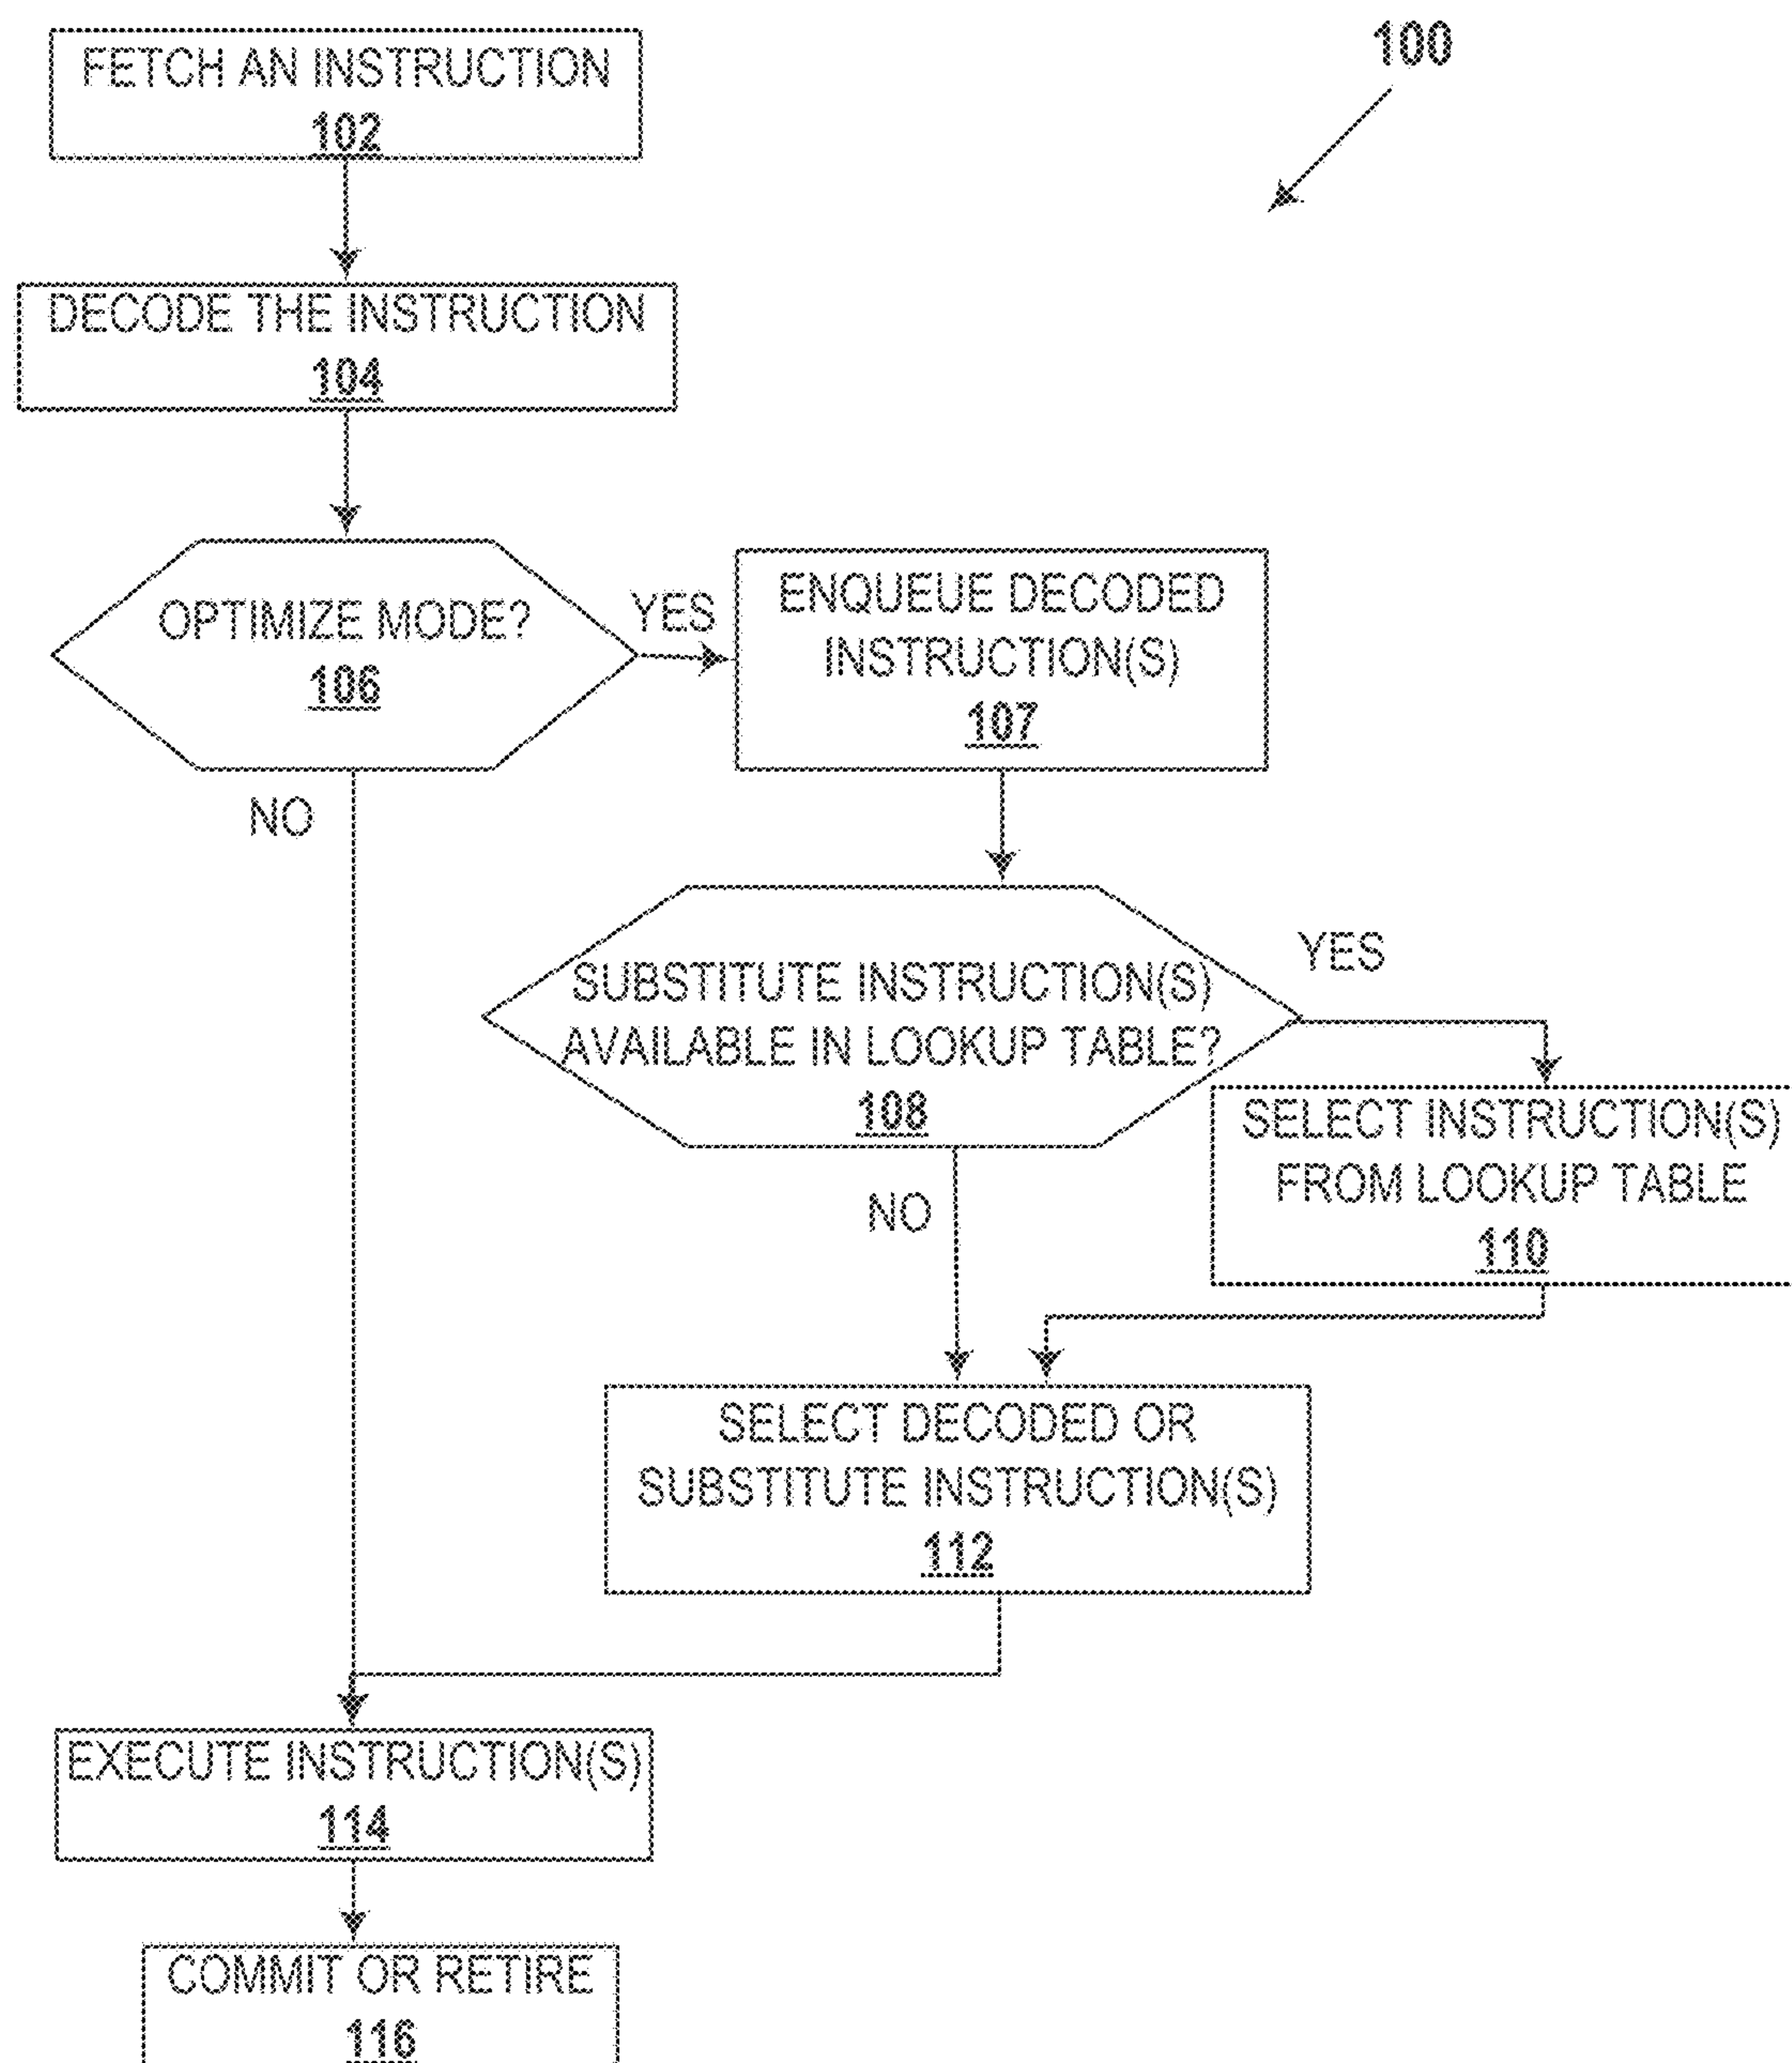 100
FETCH AN INSTRUCTION
102
DECODE THE INSTRUCTION
104
OPTIMIZE MODE?
106
YES
ENQUEUE DECODED
INSTRUCTION(S)
107
NO
SUBSTITUTE INSTRUCTION(S)
AVAILABLE IN LOOKUP TABLE?
108
YES
SELECT INSTRUCTION(S)
FROM LOOKUP TABLE
110
NO
SELECT DECODED OR
SUBSTITUTE INSTRUCTION(S)
112
EXECUTE INSTRUCTION(S)
114
COMMIT OR RETIRE
116